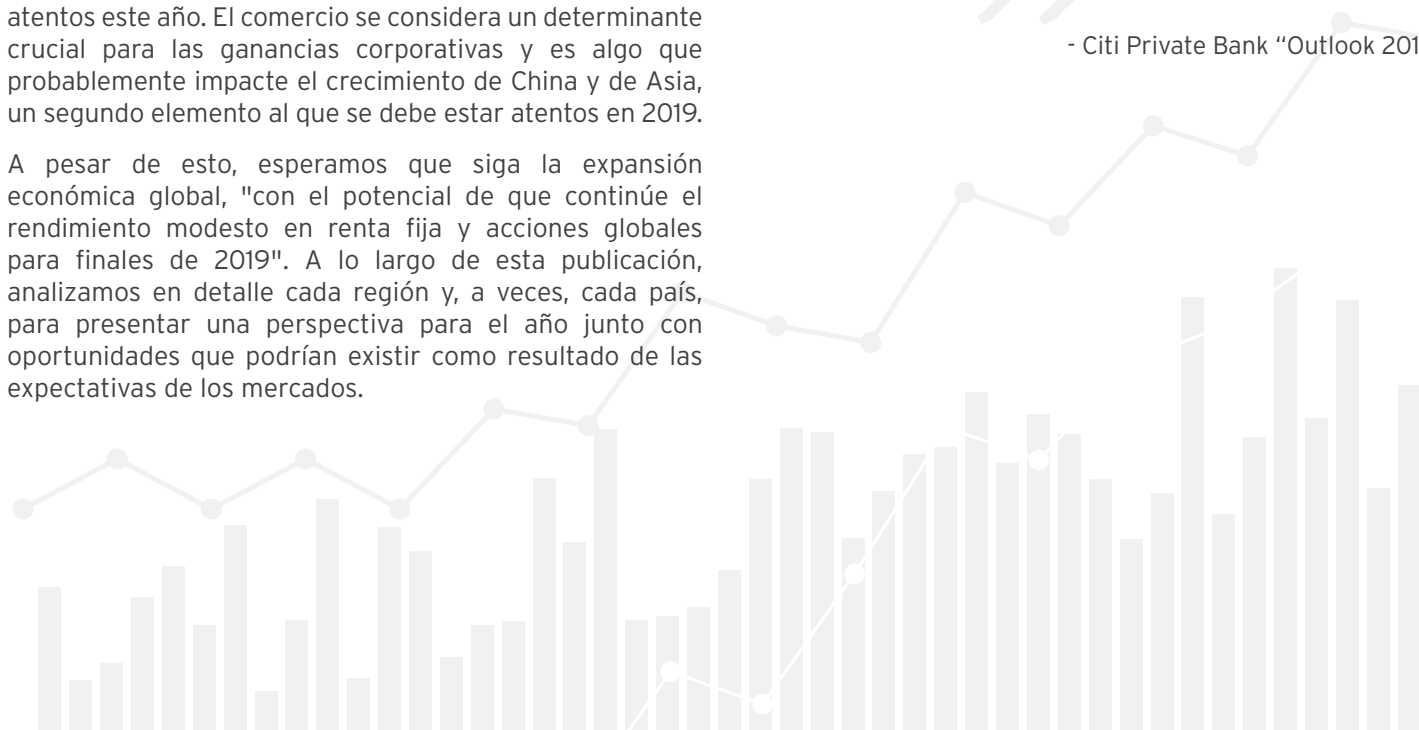 atentos este año. El comercio se considera un determinante
crucial para las ganancias corporativas y es algo que
probablemente impacte el crecimiento de China y de Asia,
un segundo elemento al que se debe estar atentos en 2019.
A pesar de esto, esperamos que siga la expansión
económica global, "con el potencial de que continúe el
rendimiento modesto en renta fija y acciones globales
para finales de 2019". A lo largo de esta publicación,
analizamos en detalle cada región y, a veces, cada país,
para presentar una perspectiva para el año junto con
oportunidades que podrían existir como resultado de las
expectativas de los mercados.
- Citi Private Bank “Outlook 201